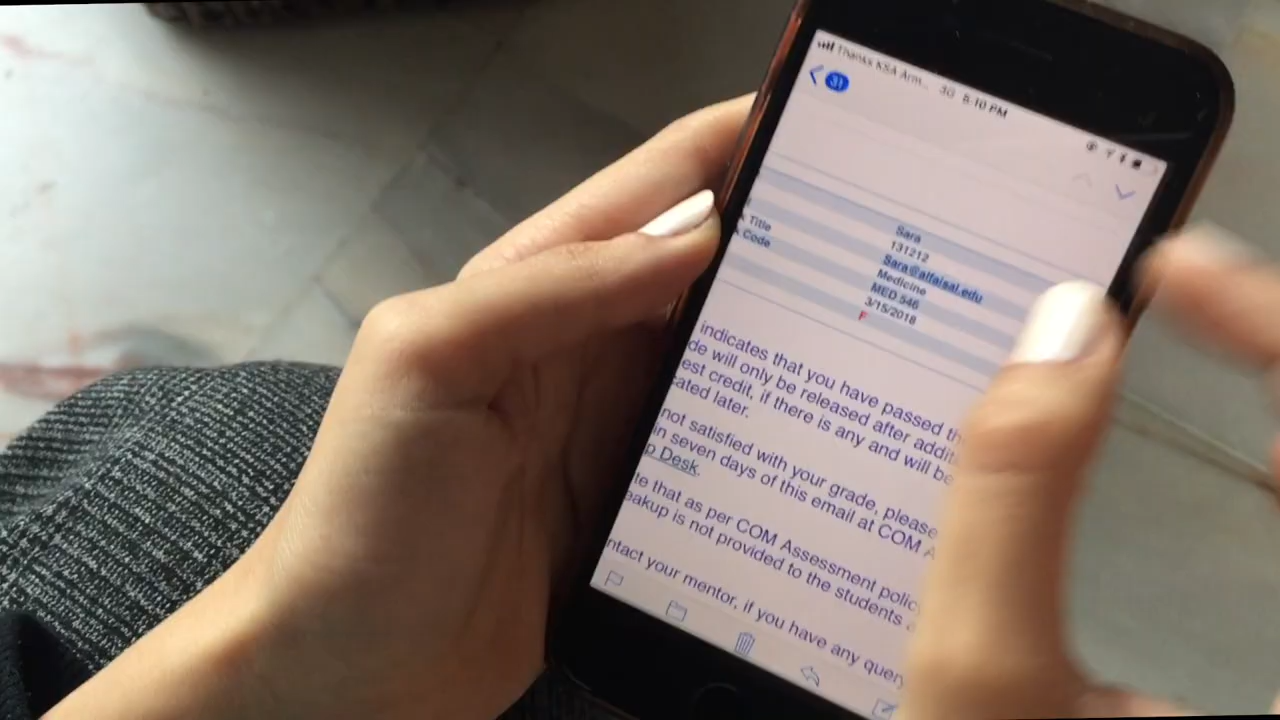 Thanks KSA Arm... 3G 5:10 PM
31
Sara
Title 131212
Code Sara@alfaisal.edu
Medicine
MED 546
3/15/2018
F
indicates that you have passed th
de will only be released after addit
est credit, if there is any and will be
cated later.
not satisfied with your grade, please
in seven days of this email at COM A
p Desk.
te that as per COM Assessment polic
eakup is not provided to the students a
ntact your mentor, if you have any query